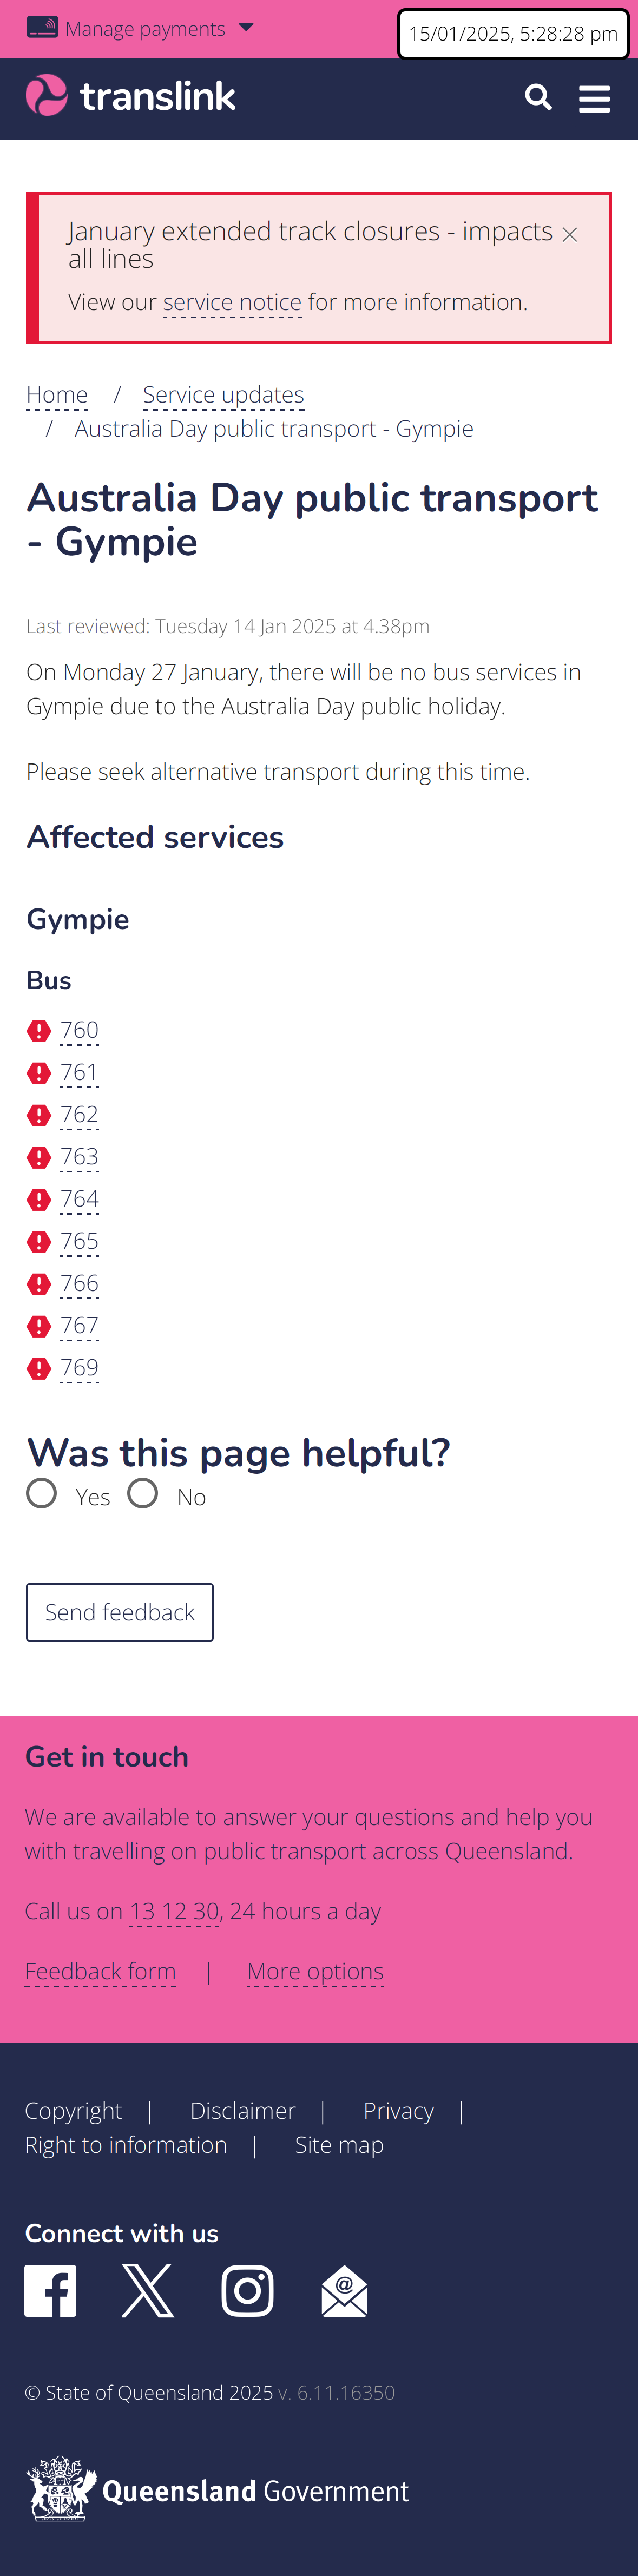 Manage payments
15/01/2025, 5:28:28 pm
translink
January extended track closures - impacts
all lines
View our service notice for more information.
Home / Service updates
/ Australia Day public transport - Gympie
Australia Day public transport
- Gympie
Last reviewed: Tuesday 14 Jan 2025 at 4.38pm
On Monday 27 January, there will be no bus services in
Gympie due to the Australia Day public holiday.
Please seek alternative transport during this time.
Affected services
Gympie
Bus
760
761
762
763
764
765
766
767
769
Was this page helpful?
Yes No
Send feedback
Get in touch
We are available to answer your questions and help you
with travelling on public transport across Queensland.
Call us on 13 12 30, 24 hours a day
Feedback form | More options
Copyright | Disclaimer | Privacy |
Right to information | Site map
Connect with us
© State of Queensland 2025 v. 6.11.16350
Queensland Government